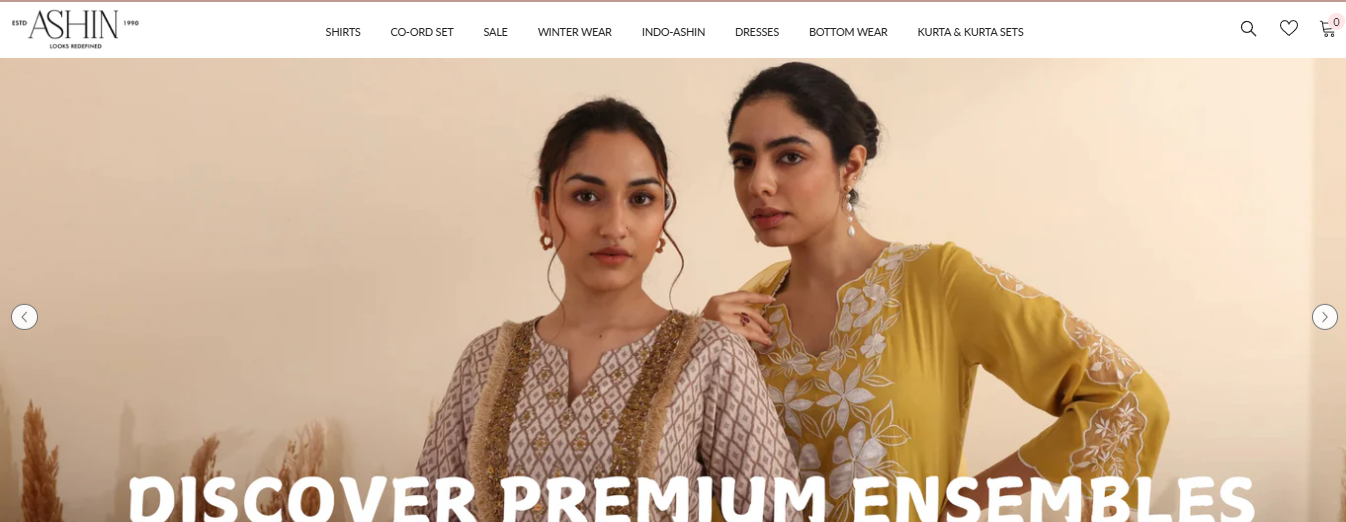 ESTD ASHIN 1990
LOOKS REDEFINED
SHIRTS CO-ORD SET SALE WINTER WEAR INDO-ASHIN DRESSES BOTTOM WEAR KURTA & KURTA SETS
0
DISCOVER PREMIUM ENSEMBLES